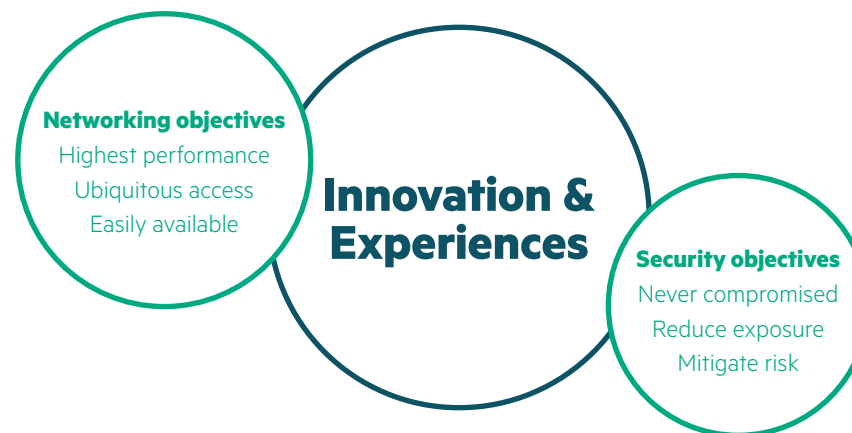 Networking objectives
Highest performance
Ubiquitous access
Easily available
Innovation &
Experiences
Security objectives
Never compromised
Reduce exposure
Mitigate risk